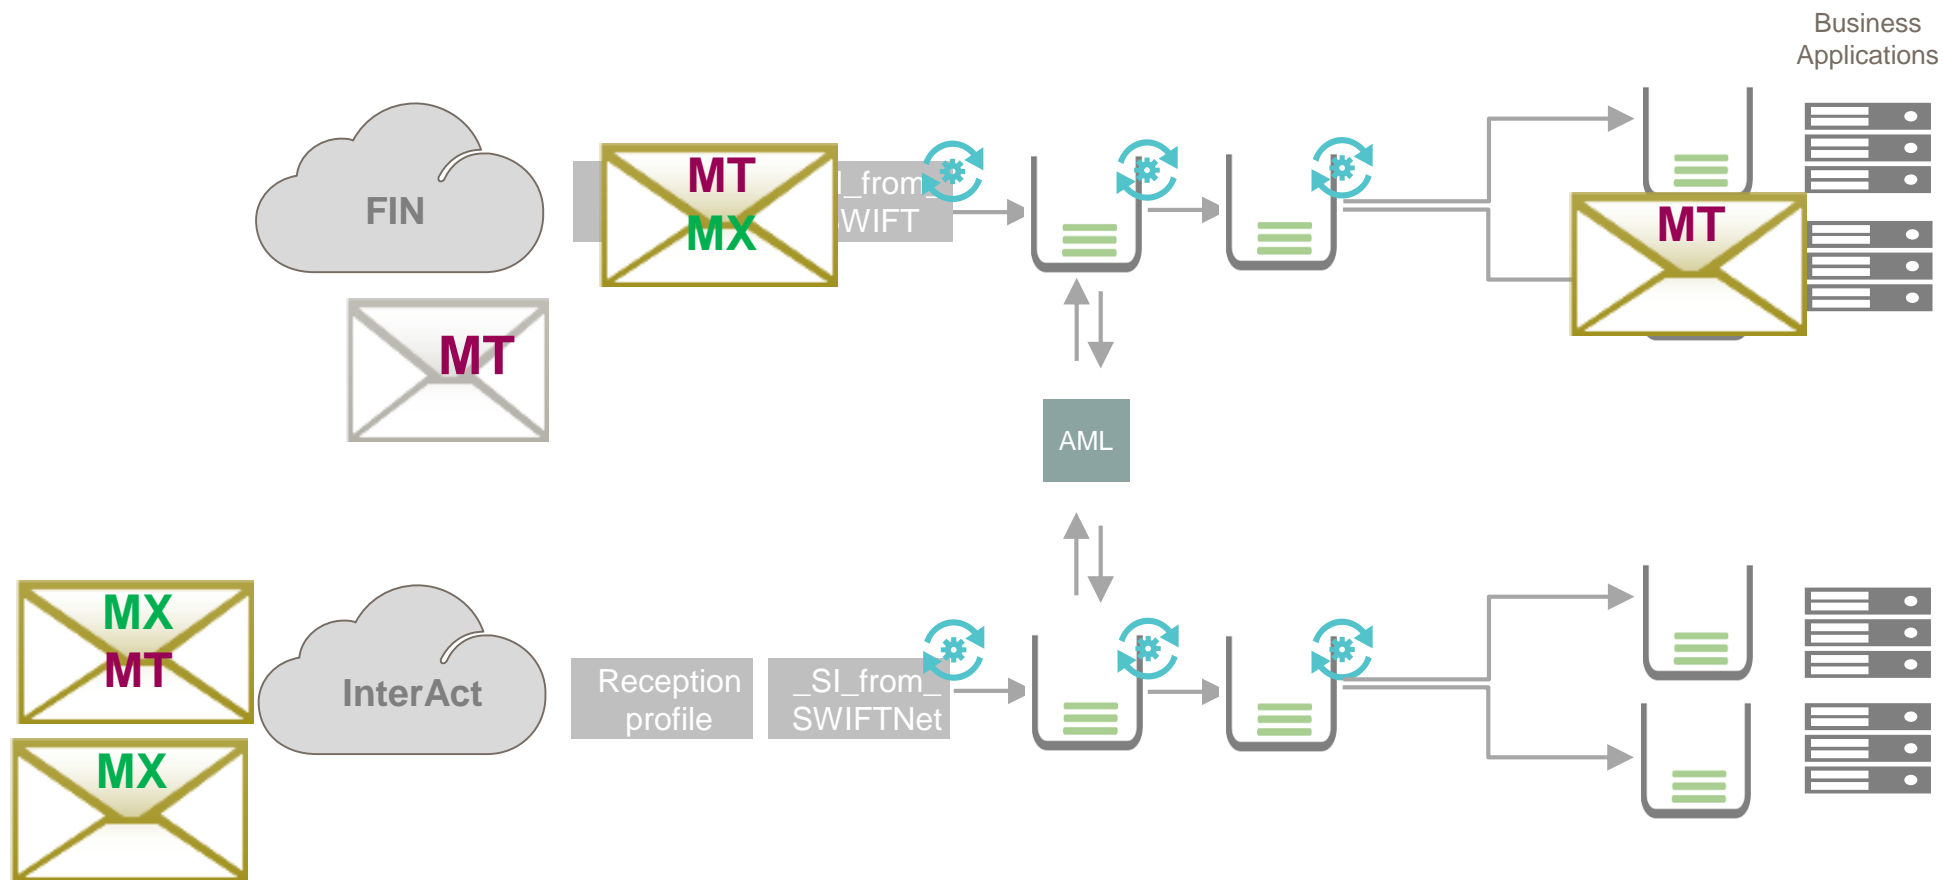 Business
Applications
FIN
MT
MX
_from_
WIFT
MT
MT
AML
MX
MT
MX
InterAct
Reception
profile
_SI_from_
SWIFTNet